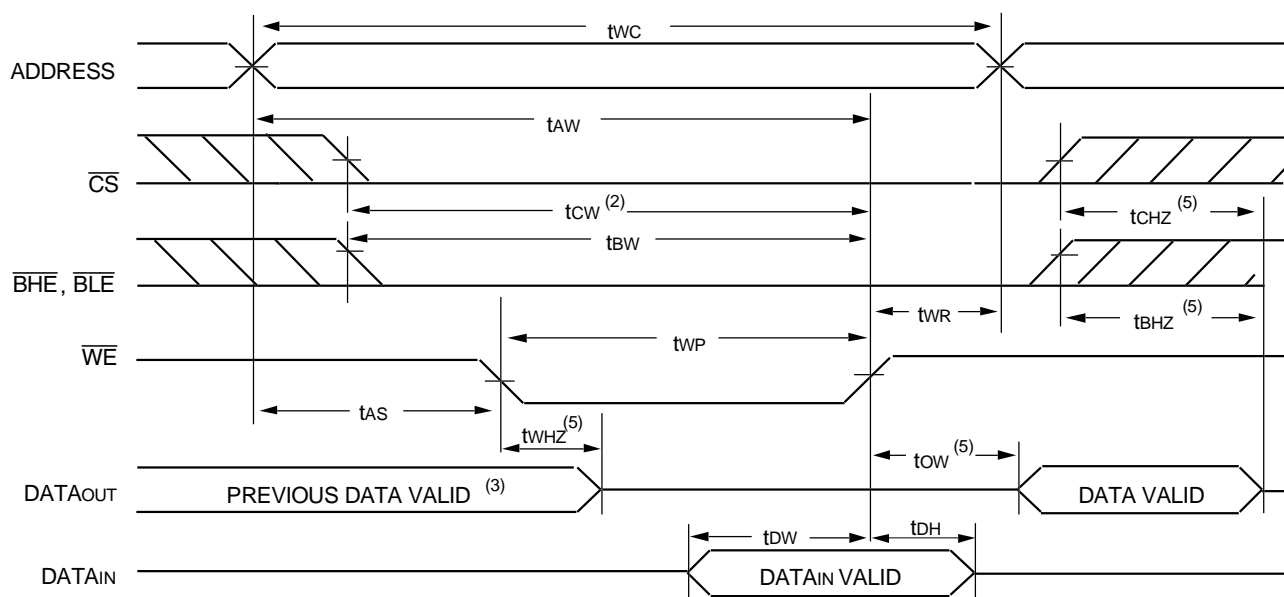 tWC
ADDRESS
tAW
CS
tCW (2)
tCHZ (5)
tBW
BHE, BLE
tWR
tBHZ (5)
tWP
WE
tAS
tWHZ (5)
tOW (5)
DATAOUT
PREVIOUS DATA VALID (3)
DATA VALID
tDW
tDH
DATAIN
DATAIN VALID